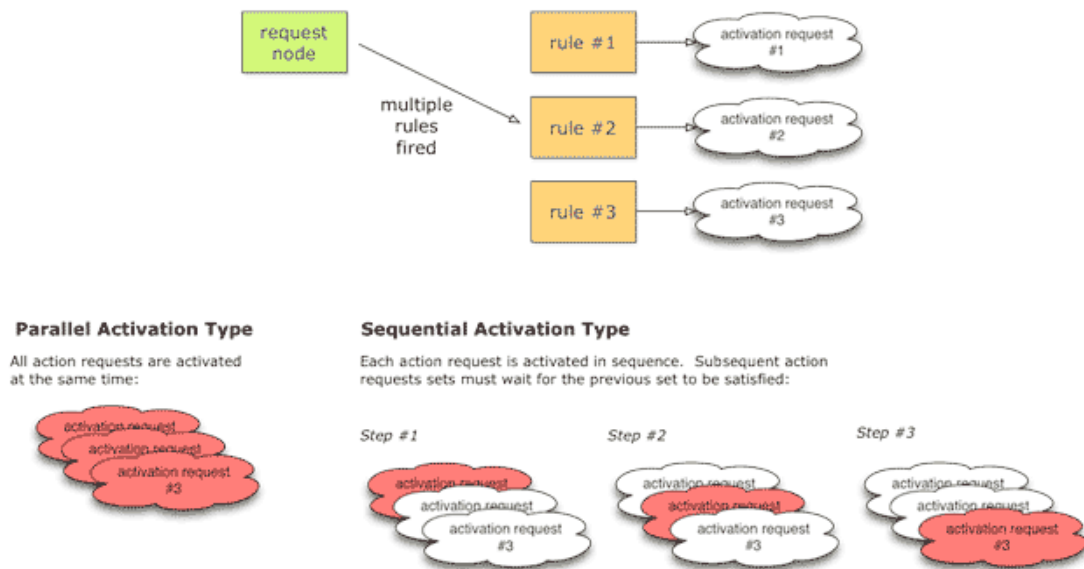 request
node
multiple
rules
fired
rule #1
activation request
#1
rule #2
activation request
#2
rule #3
activation request
#3
Parallel Activation Type
All action requests are activated
at the same time:
activation request
activation request
activation request
#3
Sequential Activation Type
Each action request is activated in sequence.  Subsequent action
requests sets must wait for the previous set to be satisfied:
Step #1
activation request
activation request
activation request
#3
Step #2
activation request
activation request
activation request
#3
Step #3
activation request
activation request
activation request
#3